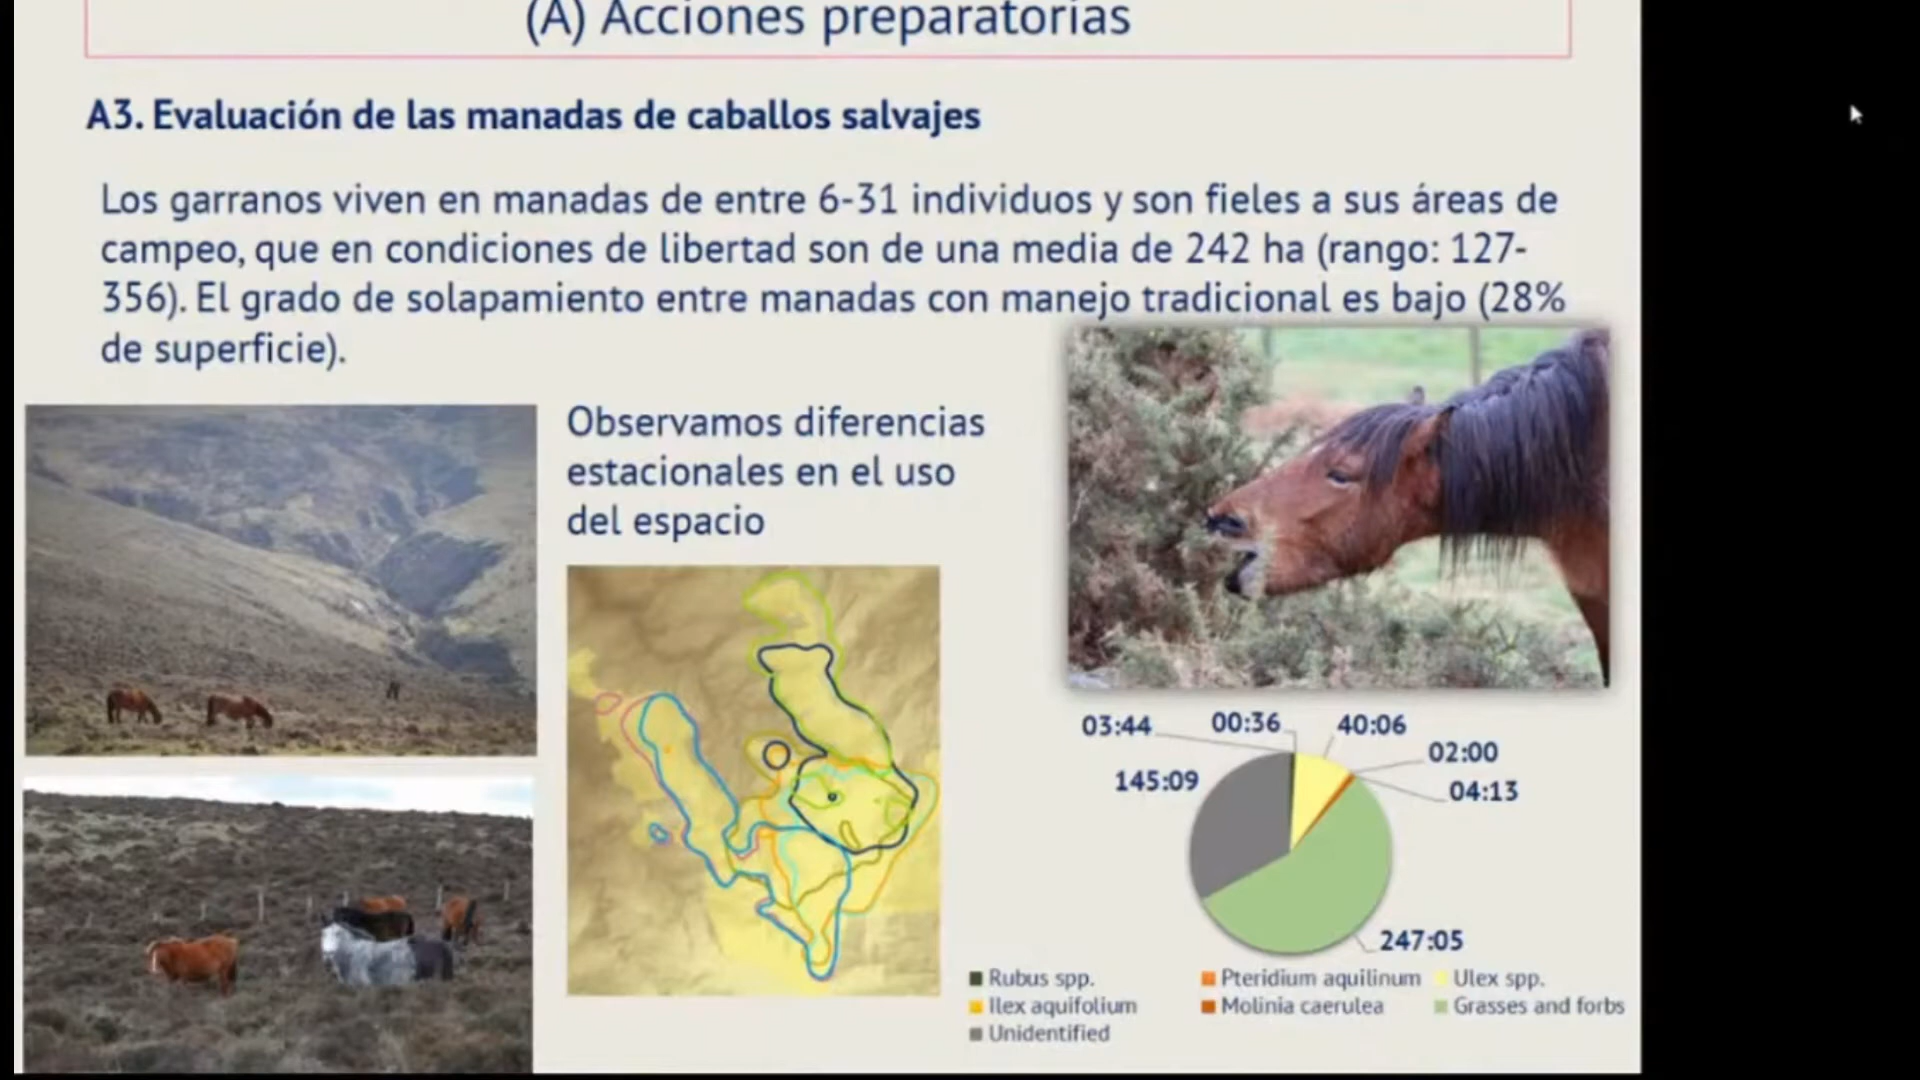 (A) Acciones preparatorias
A3. Evaluación de las manadas de caballos salvajes
Los garranos viven en manadas de entre 6-31 individuos y son fieles a sus áreas de
campeo, que en condiciones de libertad son de una media de 242 ha (rango: 127-
356). El grado de solapamiento entre manadas con manejo tradicional es bajo (28%
de superficie).
Observamos diferencias
estacionales en el uso
del espacio
03:44
00:36
40:06
02:00
04:13
145:09
247:05
Rubus spp.
Pteridium aquilinum
Ulex spp.
Ilex aquifolium
Molinia caerulea
Grasses and forbs
Unidentified